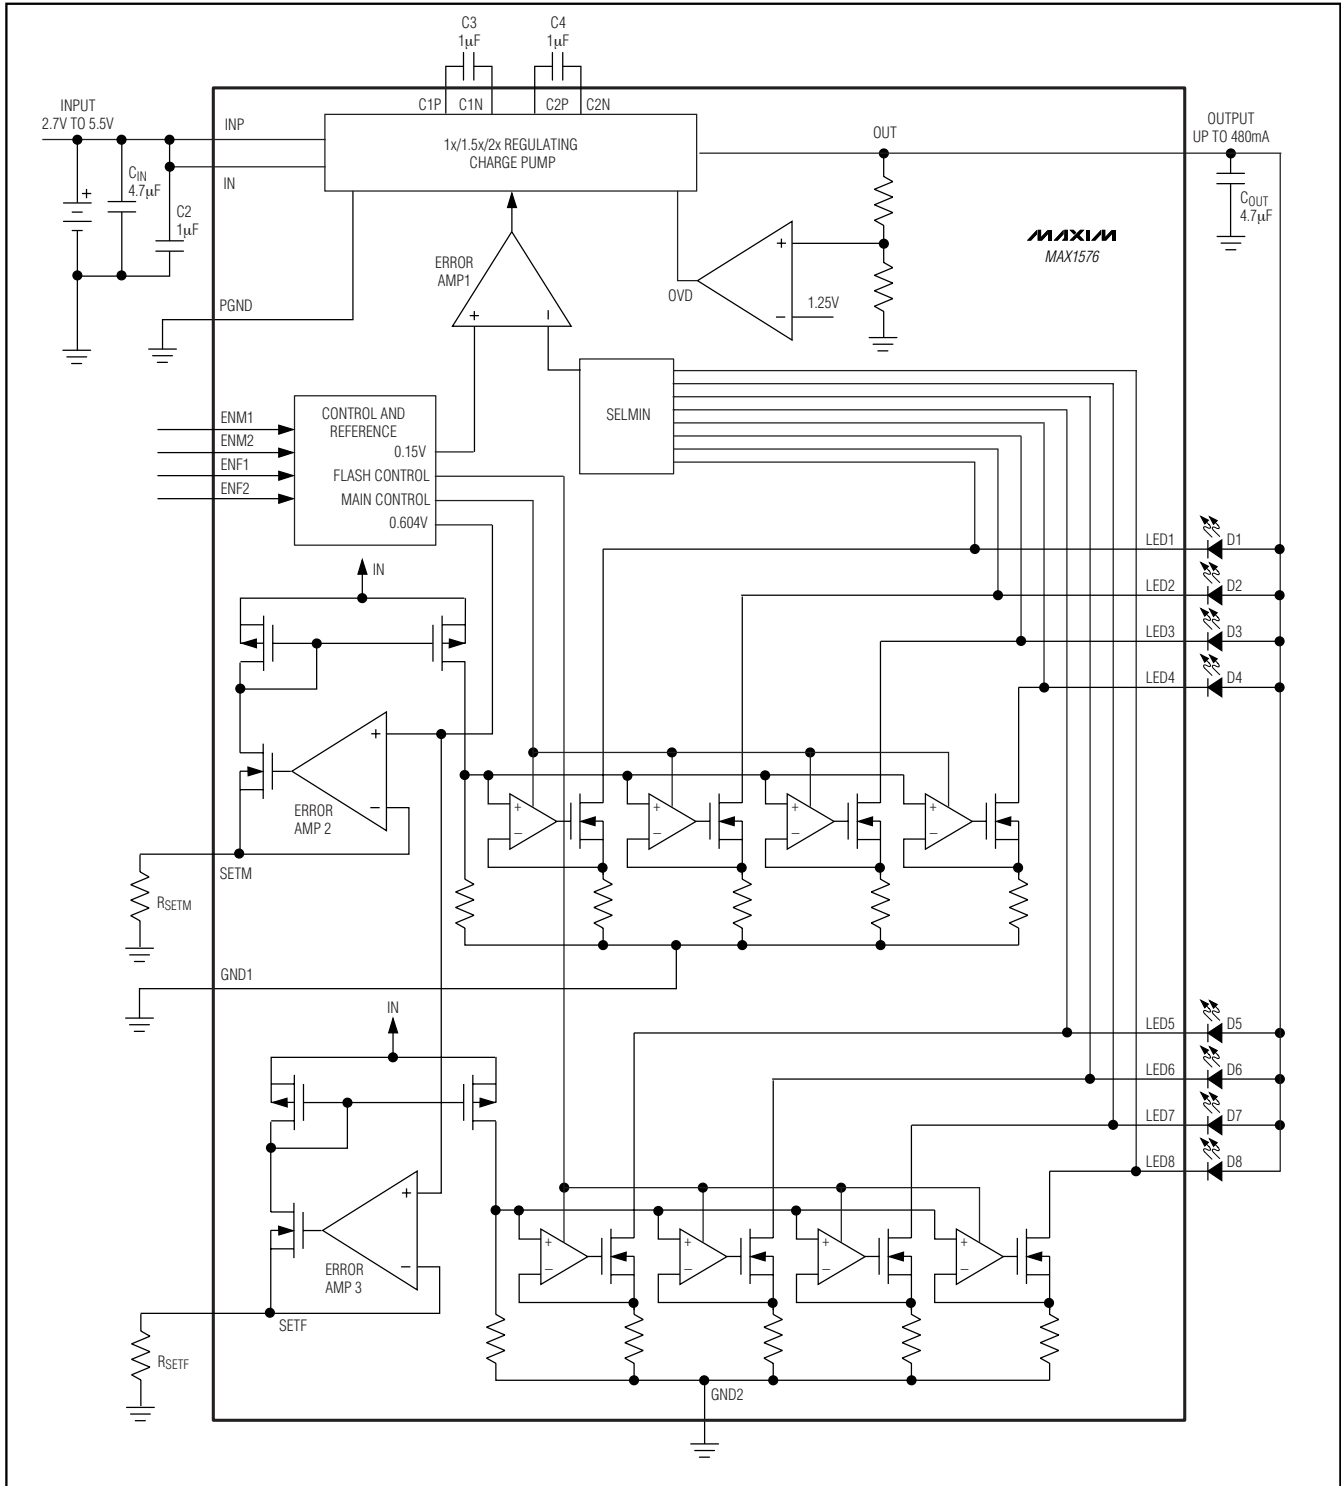 C3
1µF
C4
1µF
C1P
C1N
C2P
C2N
INPUT
2.7V TO 5.5V
INP
IN
CIN
4.7µF
+
C2
1µF
1x/1.5x/2x REGULATING
CHARGE PUMP
OUT
OUTPUT
UP TO 480mA
COUT
4.7µF
MAXIM
MAX1576
ERROR
AMP1
+
−
OVD
+
−
1.25V
PGND
SELMIN
ENM1
ENM2
ENF1
ENF2
CONTROL AND
REFERENCE
0.15V
FLASH CONTROL
MAIN CONTROL
0.604V
IN
LED1
D1
LED2
D2
LED3
D3
LED4
D4
+
−
ERROR
AMP 2
+
−
+
−
+
−
+
−
SETM
RSETM
GND1
IN
LED5
D5
LED6
D6
LED7
D7
LED8
D8
+
−
ERROR
AMP 3
+
−
+
−
+
−
+
−
SETF
RSETF
GND2